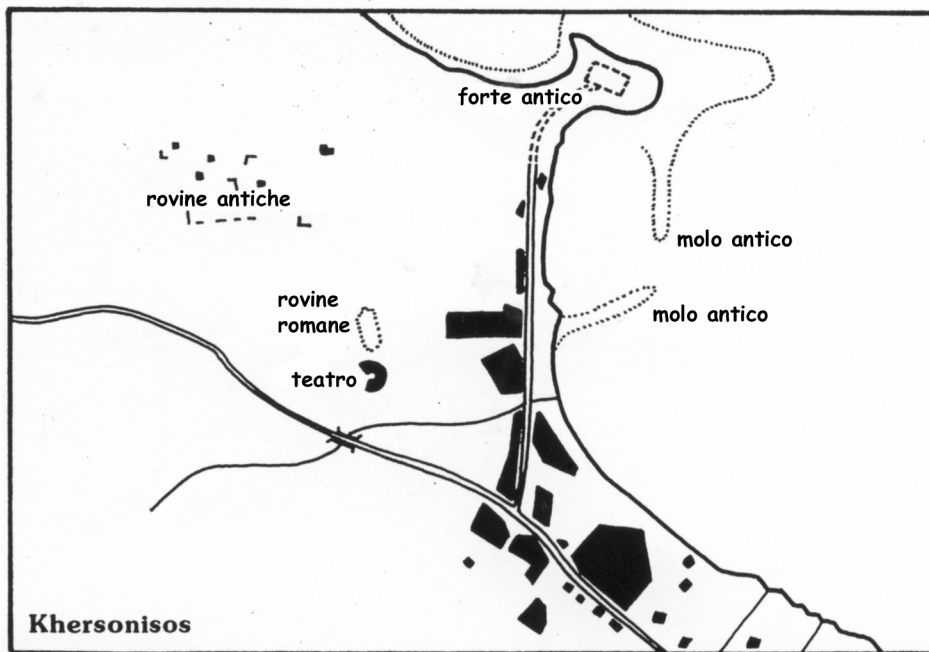 forte antico
rovine antiche
molo antico
rovine
romane
molo antico
teatro
Khersonisos